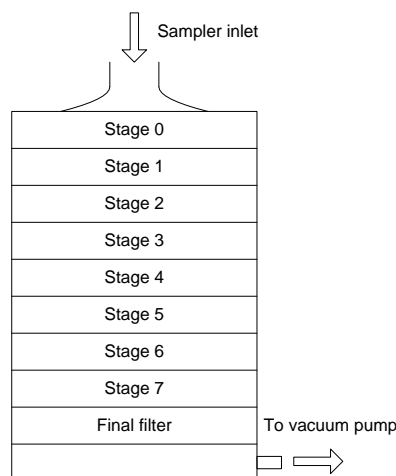 Sampler inlet
Stage 0
Stage 1
Stage 2
Stage 3
Stage 4
Stage 5
Stage 6
Stage 7
Final filter
To vacuum pump